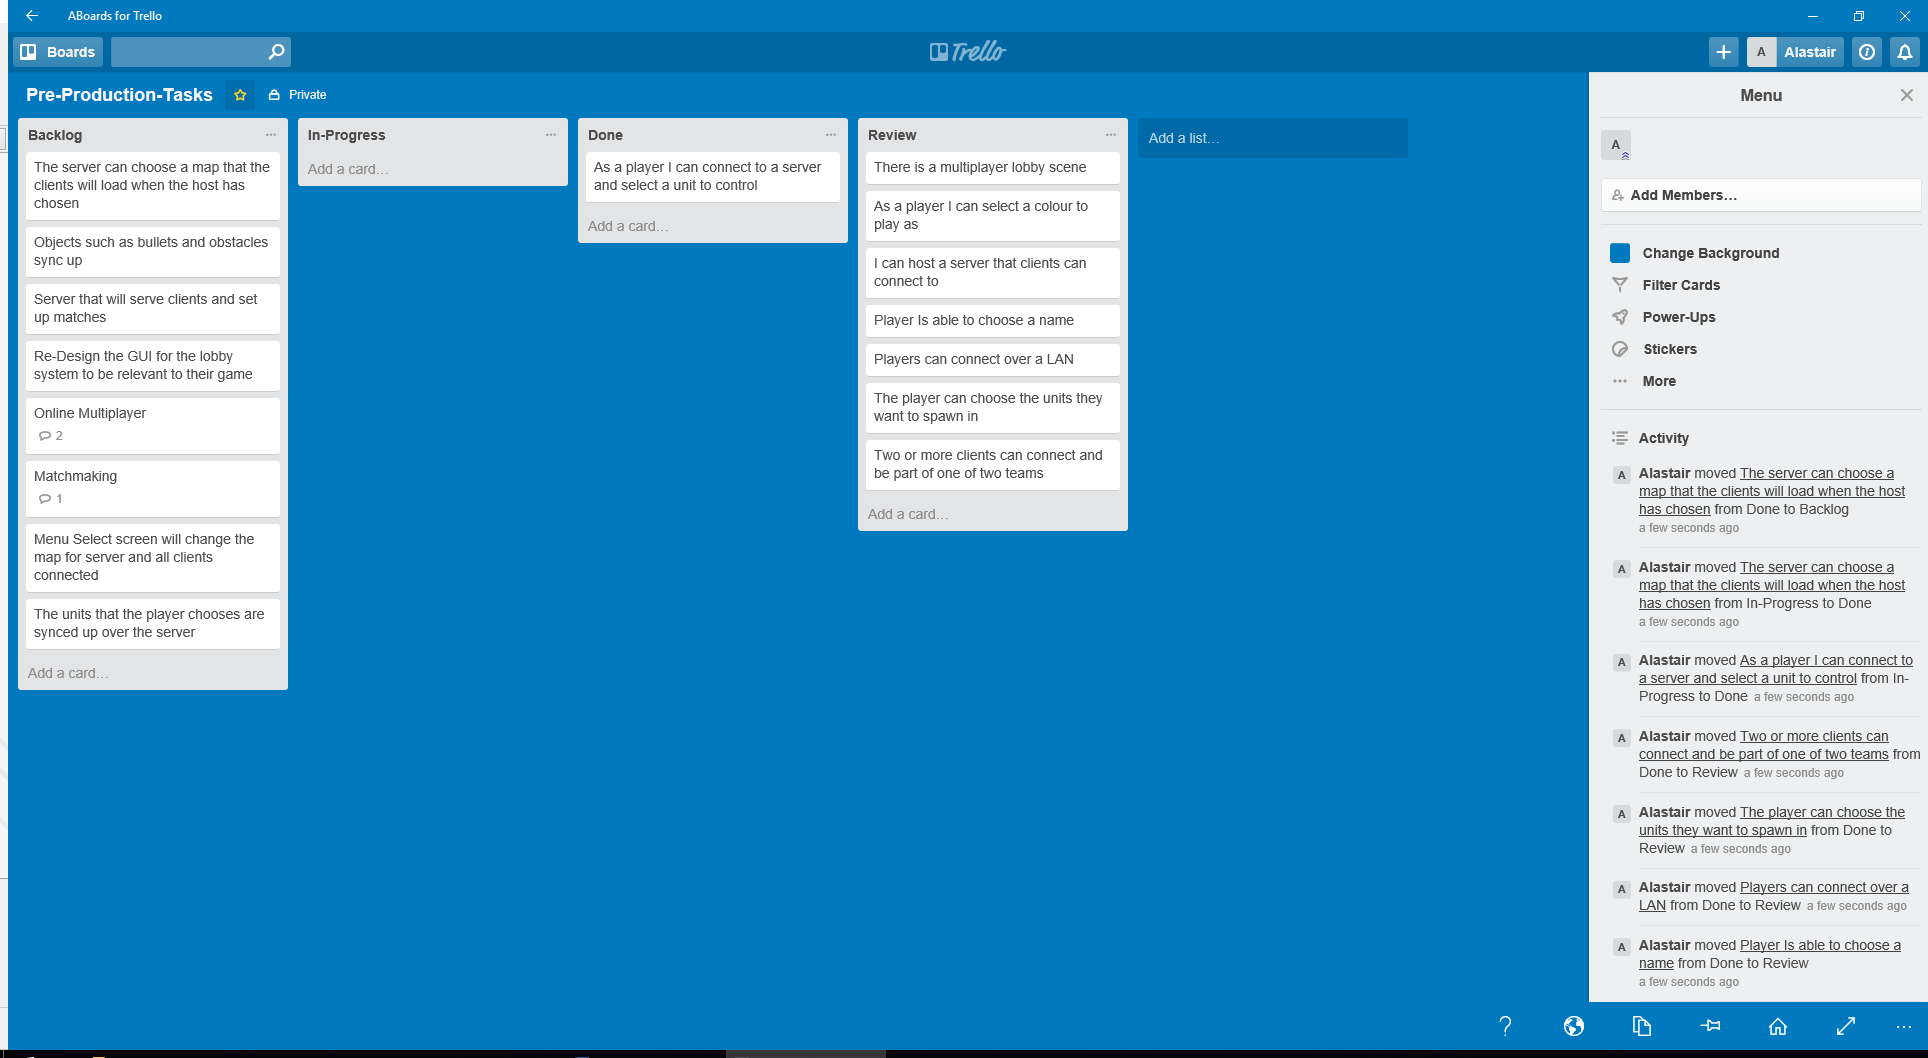 ABoards for Trello
Boards
Trello
A
Alastair
Pre-Production-Tasks
Private
Backlog
The server can choose a map that the
clients will load when the host has
chosen
Objects such as bullets and obstacles
sync up
Server that will serve clients and set
up matches
Re-Design the GUI for the lobby
system to be relevant to their game
Online Multiplayer
2
Matchmaking
1
Menu Select screen will change the
map for server and all clients
connected
The units that the player chooses are
synced up over the server
Add a card…
In-Progress
Add a card…
Done
As a player I can connect to a server
and select a unit to control
Add a card…
Review
There is a multiplayer lobby scene
As a player I can select a colour to
play as
I can host a server that clients can
connect to
Player Is able to choose a name
Players can connect over a LAN
The player can choose the units they
want to spawn in
Two or more clients can connect and
be part of one of two teams
Add a card…
Add a list…
Menu
A
Add Members…
Change Background
Filter Cards
Power-Ups
Stickers
More
Activity
A
Alastair moved The server can choose a
map that the clients will load when the host
has chosen from Done to Backlog
a few seconds ago
A
Alastair moved The server can choose a
map that the clients will load when the host
has chosen from In-Progress to Done
a few seconds ago
A
Alastair moved As a player I can connect to
a server and select a unit to control from In-
Progress to Done a few seconds ago
A
Alastair moved Two or more clients can
connect and be part of one of two teams from
Done to Review a few seconds ago
A
Alastair moved The player can choose the
units they want to spawn in from Done to
Review a few seconds ago
A
Alastair moved Players can connect over a
LAN from Done to Review a few seconds ago
A
Alastair moved Player Is able to choose a
name from Done to Review
a few seconds ago